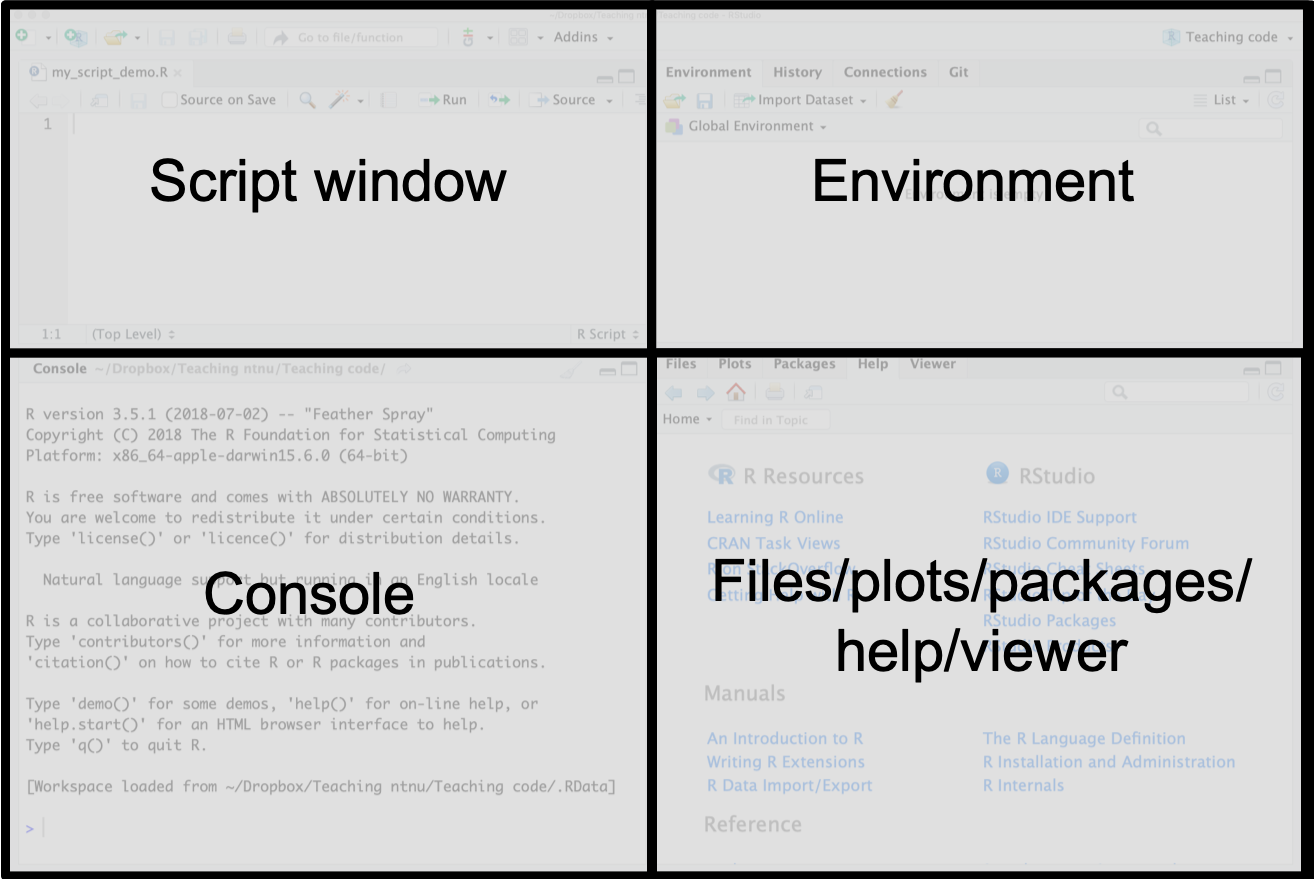 ~/Dropbox/Teaching ntnu/Teaching code - RStudio
Go to file/function
Addins
Teaching code
my_script_demo.R
Source on Save
Run
Source
1
Script window
1:1
(Top Level)
R Script
Environment
History
Connections
Git
Import Dataset
List
Global Environment
Environment
Console ~/Dropbox/Teaching ntnu/Teaching code/
R version 3.5.1 (2018-07-02) -- "Feather Spray"
Copyright (C) 2018 The R Foundation for Statistical Computing
Platform: x86_64-apple-darwin15.6.0 (64-bit)
R is free software and comes with ABSOLUTELY NO WARRANTY.
You are welcome to redistribute it under certain conditions.
Type 'license()' or 'licence()' for distribution details.
Natural language support but running in an English locale
Console
R is a collaborative project with many contributors.
Type 'contributors()' for more information and
'citation()' on how to cite R or R packages in publications.
Type 'demo()' for some demos, 'help()' for on-line help, or
'help.start()' for an HTML browser interface to help.
Type 'q()' to quit R.
[Workspace loaded from ~/Dropbox/Teaching ntnu/Teaching code/.RData]
>
Files
Plots
Packages
Help
Viewer
Home
Find in Topic
R Resources
RStudio
Learning R Online
RStudio IDE Support
CRAN Task Views
RStudio Community Forum
R on StackOverflow
RStudio Cheat Sheets
Getting Help with R
Files/plots/packages/
help/viewer
RStudio Packages
Manuals
An Introduction to R
The R Language Definition
Writing R Extensions
R Installation and Administration
R Data Import/Export
R Internals
Reference